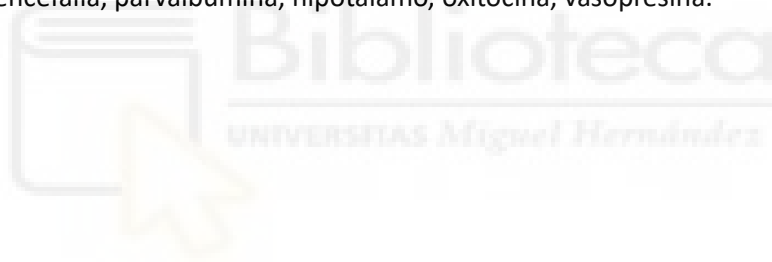 encefalia, parvalbúmina, hipotálamo, oxitocina, vasopresina.
Biblioteca
UNIVERSITAS Miguel Hernández